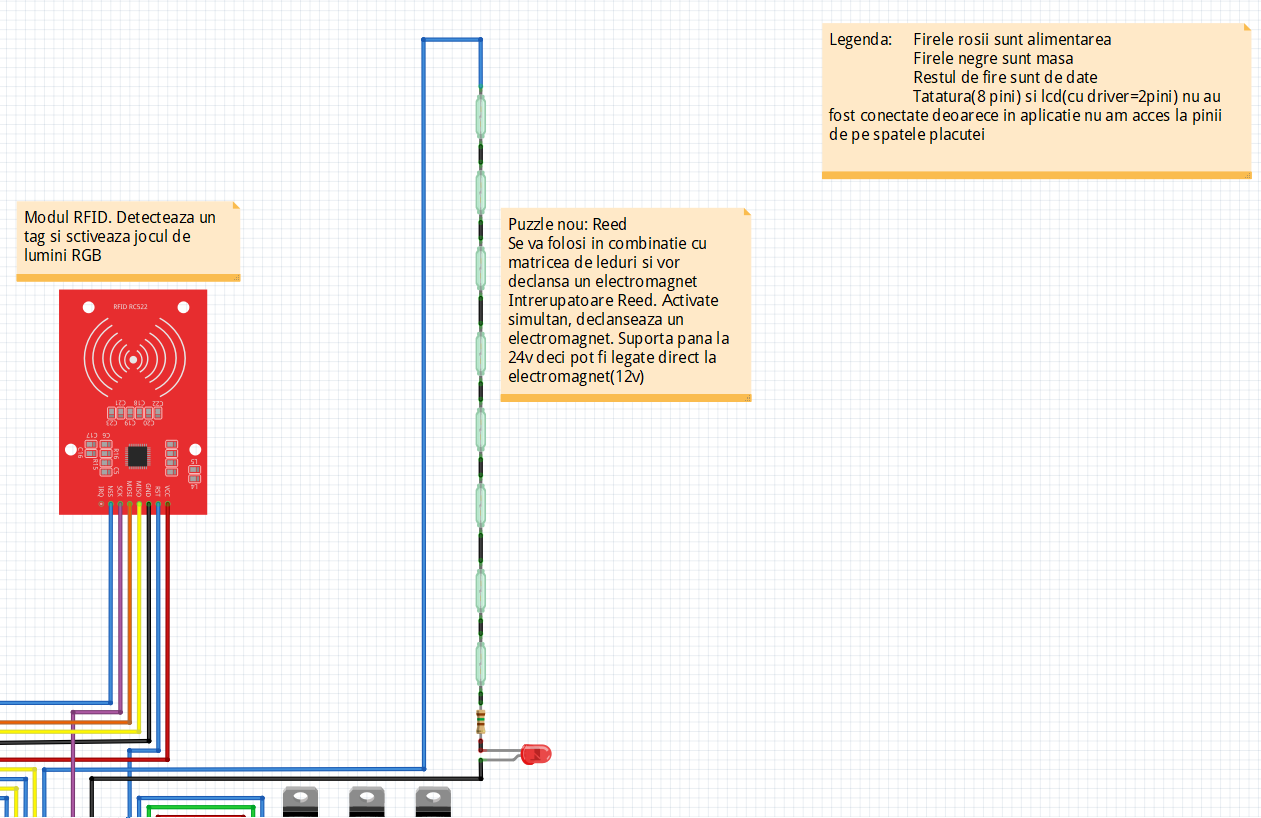 Legenda: Firele rosii sunt alimentarea
Firele negre sunt masa
Restul de fire sunt de date
Tatatura(8 pini) si lcd(cu driver=2pini) nu au
fost conectate deoarece in aplicatie nu am acces la pinii
de pe spatele placutei
Modul RFID. Detecteaza un
tag si sctiveaza jocul de
lumini RGB
Puzzle nou: Reed
Se va folosi in combinatie cu
matricea de leduri si vor
declansa un electromagnet
Intrerupatoare Reed. Activate
simultan, declanseaza un
electromagnet. Suporta pana la
24v deci pot fi legate direct la
electromagnet(12v)
RFID RC522
C21 C18 C22
C23 C19 C20
C17 C6
C16 R15 R16 C5
L5
L4
IRQ NSS SCK MOSI MISO GND RST VCC